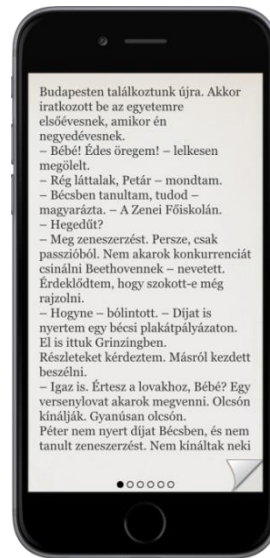 Budapesten találkoztunk újra. Akkor
iratkozott be az egyetemre
elsőévesnek, amikor én
negyedévesnek.
– Bébé! Édes öregem! – lelkesen
megölelt.
– Rég láttalak, Petár – mondtam.
– Bécsben tanultam, tudod –
magyarázta. – A Zenei Főiskolán.
– Hegedűt?
– Meg zeneszerzést. Persze, csak
passzióból. Nem akarok konkurrenciát
csinálni Beethovennek – nevetett.
Érdeklődtem, hogy szokott-e még
rajzolni.
– Hogyne – bólintott. – Díjat is
nyertem egy bécsi plakátpályázaton.
El is ittuk Grinzingben.
Részleteket kérdeztem. Másról kezdett
beszélni.
– Igaz is. Értesz a lovakhoz, Bébé? Egy
versenylovat akarok megvenni. Olcsón
kínálják. Gyanúsan olcsón.
Péter nem nyert díjat Bécsben, és nem
tanult zeneszerzést. Nem kínáltak neki